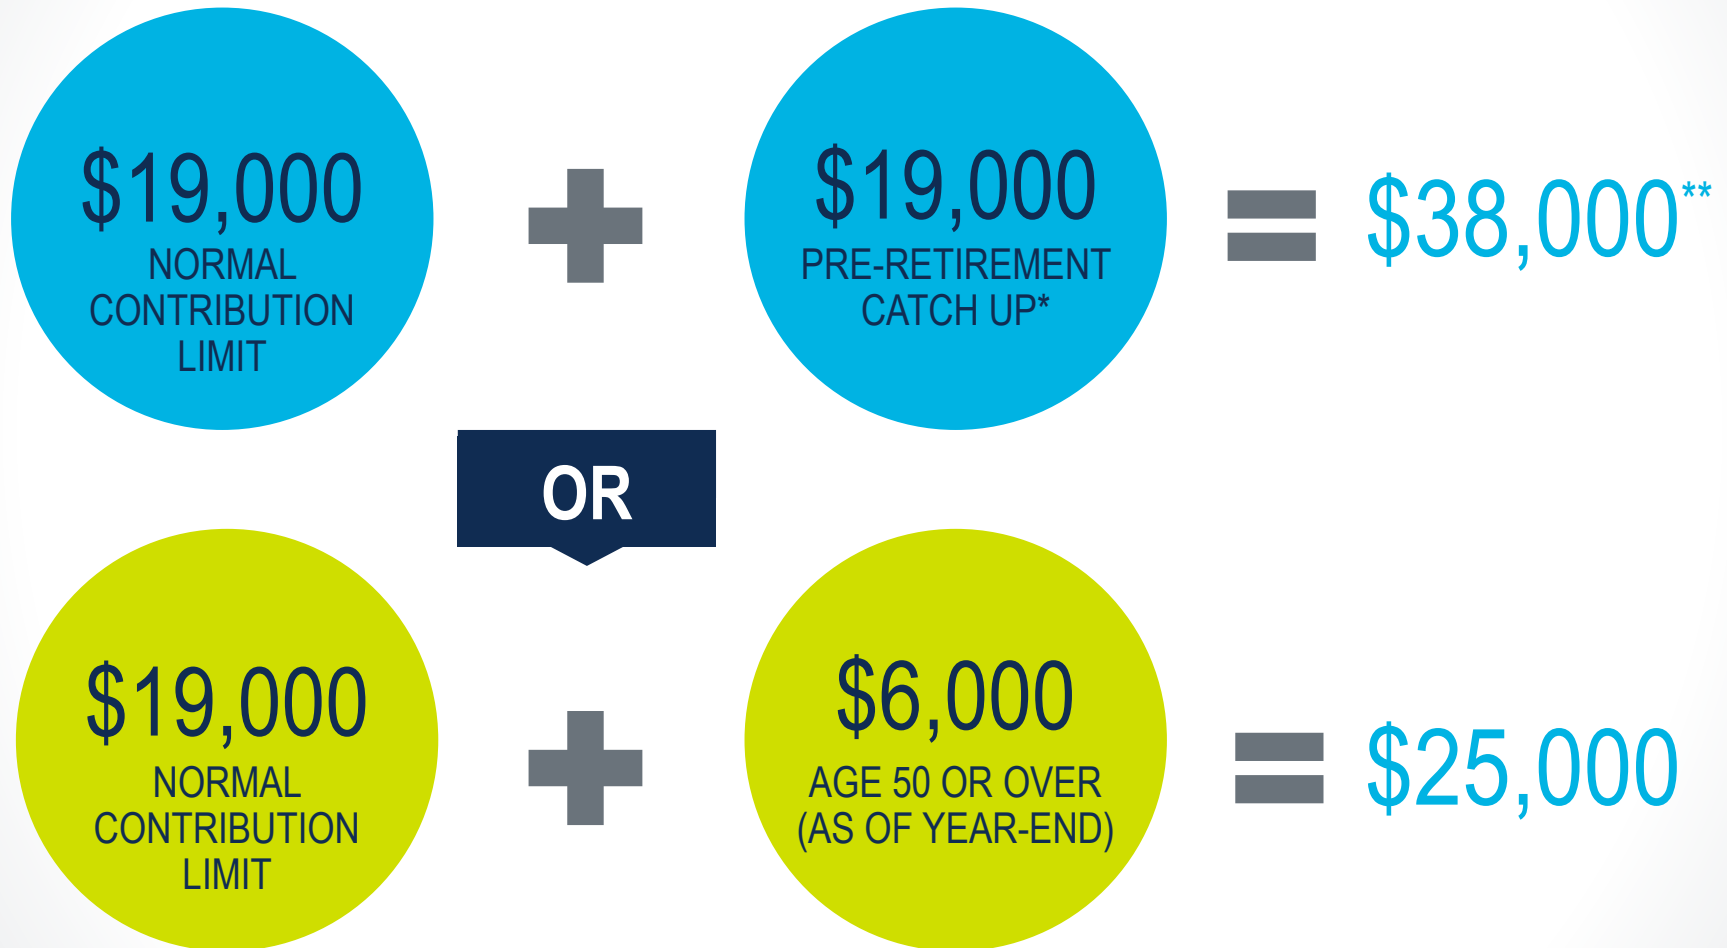 $19,000
NORMAL
CONTRIBUTION
LIMIT
+
$19,000
PRE-RETIREMENT
CATCH UP*
=
$38,000**
OR
$19,000
NORMAL
CONTRIBUTION
LIMIT
+
$6,000
AGE 50 OR OVER
(AS OF YEAR-END)
=
$25,000